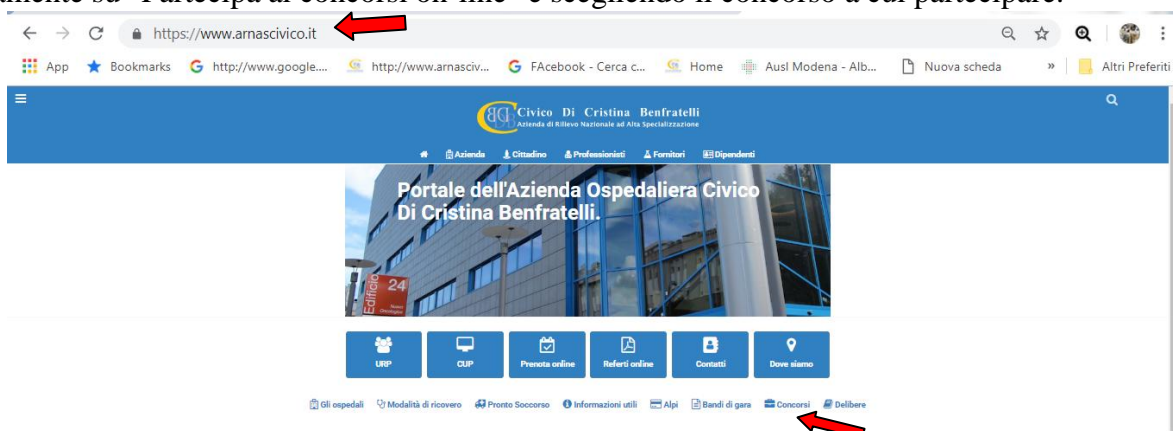 amente su "Partecipa ai concorsi on-line" e scegliendo il concorso a cui partecipare.
https://www.arnascivico.it
App Bookmarks http://www.google.... http://www.arnasciv... FAcebook - Cerca c... Home Ausl Modena - Alb... Nuova scheda » Altri Preferiti
Civico Di Cristina Benfratelli
Azienda di Rilievo Nazionale ad Alta Specializzazione
Azienda Cittadino Professionisti Fornitori Dipendenti
Portale dell'Azienda Ospedaliera Civico
Di Cristina Benfratelli.
Edificio 24
URP CUP Prenota online Referti online Contatti Dove siamo
Gli ospedali Modalità di ricovero Pronto Soccorso Informazioni utili Alpi Bandi di gara Concorsi Delibere